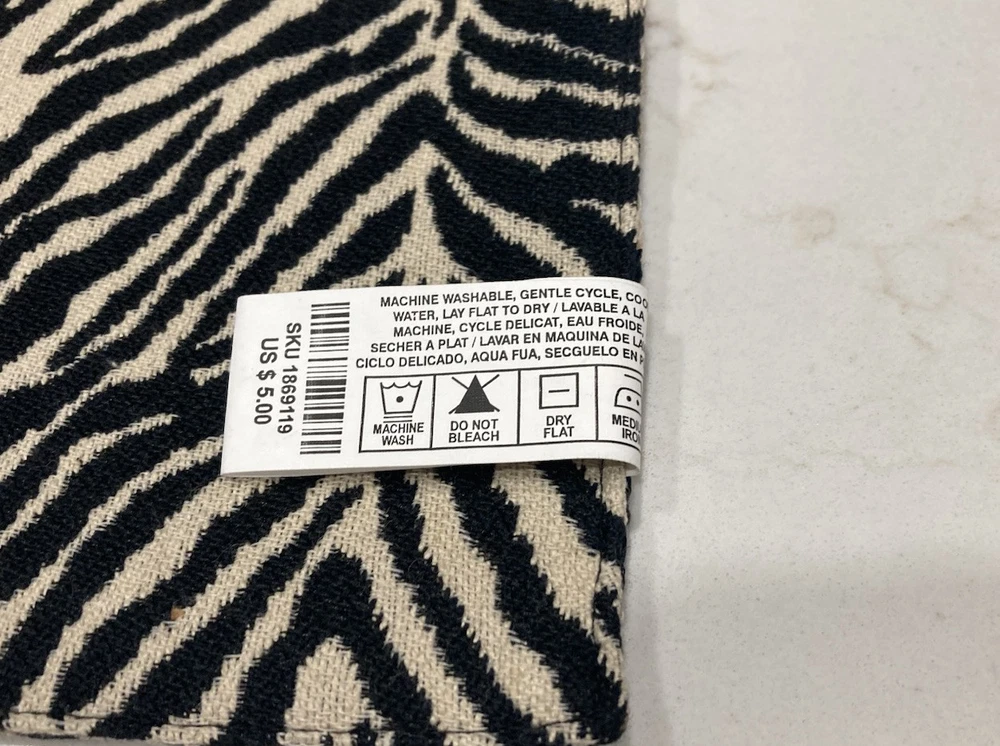 MACHINE WASHABLE, GENTLE CYCLE,
WATER, LAY FLAT TO DRY / LAVABLE A LA
MACHINE, CYCLE DELICAT, EAU FROIDE,
SECHER A PLAT / LAVAR EN MAQUINA DE
CICLO DELICADO, AQUA FUA, SECGUELO EN
SKU 1869119
US $ 5.00
MACHINE
WASH
DO NOT
BLEACH
DRY
FLAT